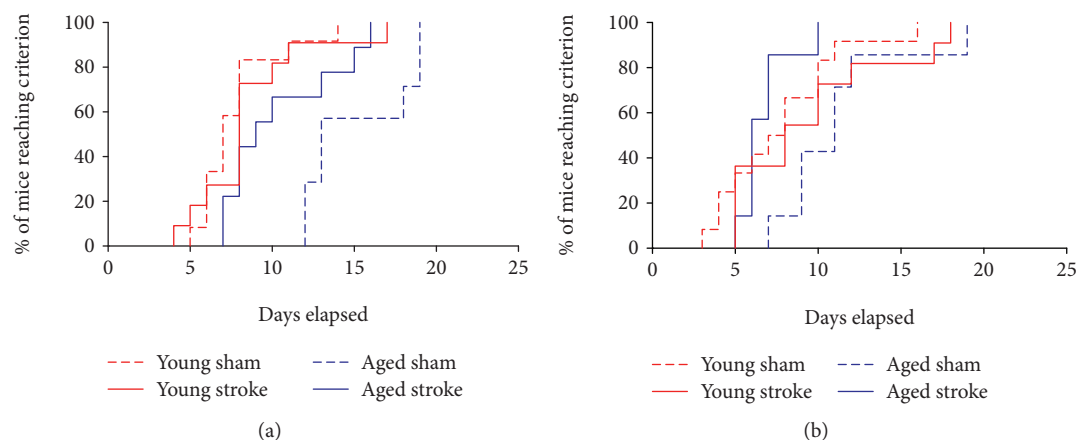 % of mice reaching criterion
100
80
60
40
20
0
0 5 10 15 20 25
Days elapsed
Young sham Aged sham
Young stroke Aged stroke
(a)
% of mice reaching criterion
100
80
60
40
20
0
0 5 10 15 20 25
Days elapsed
Young sham Aged sham
Young stroke Aged stroke
(b)